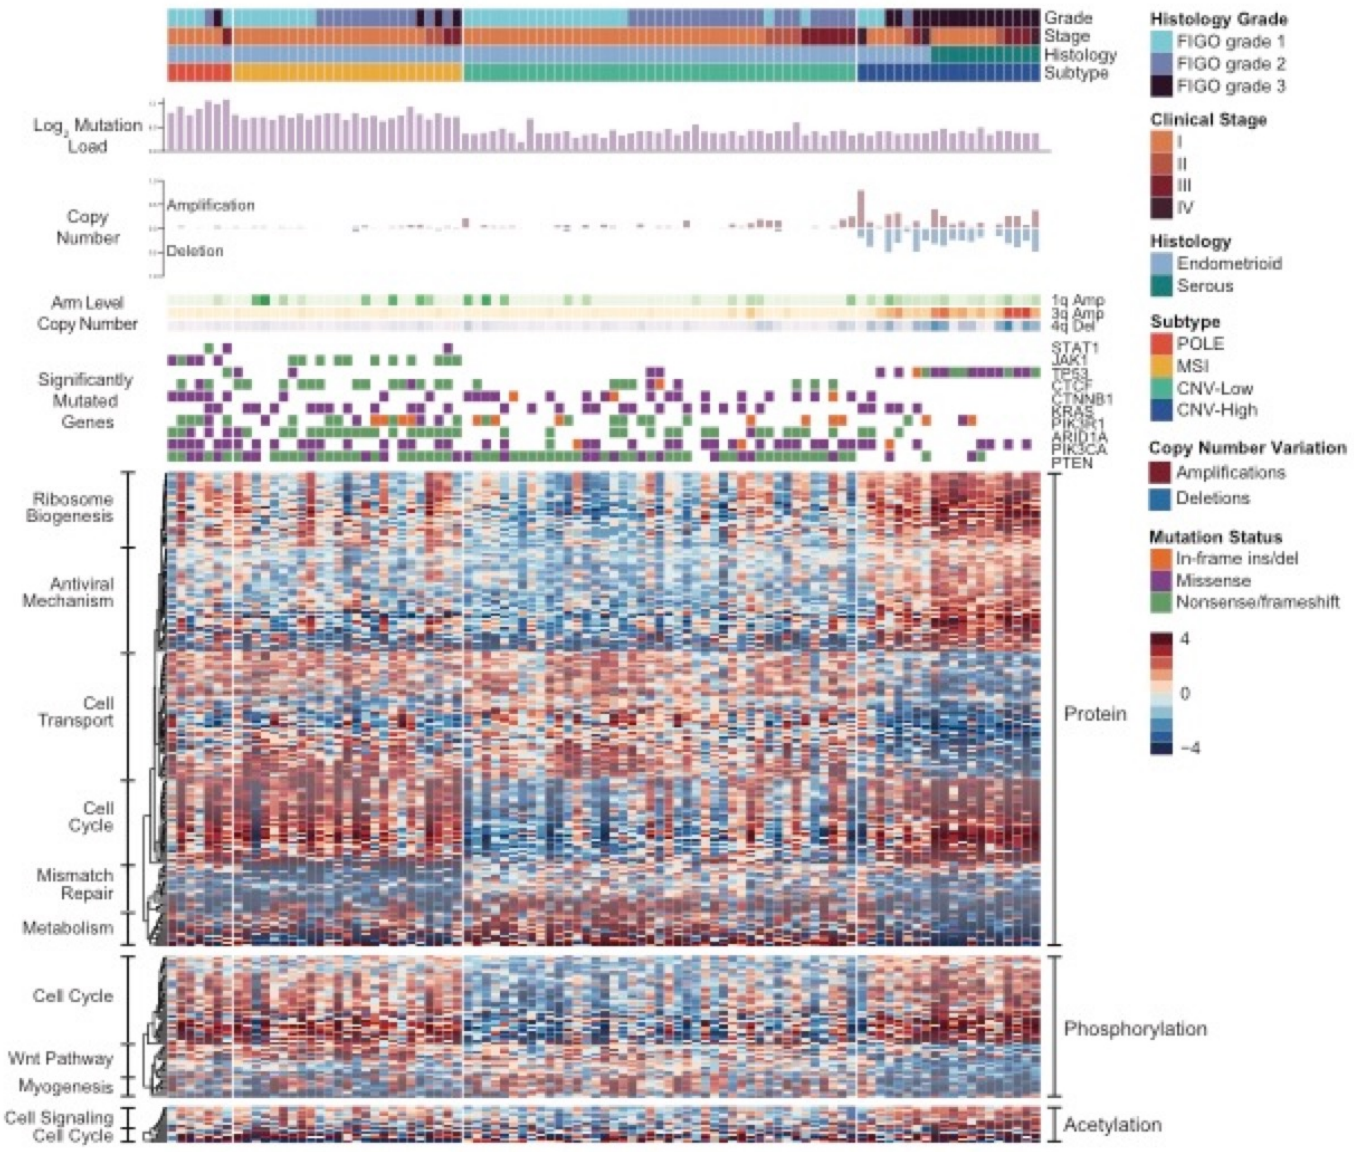 Grade
Stage
Histology
Subtype
Log2 Mutation
Load
Copy
Number
Amplification
Deletion
Arm Level
Copy Number
1q Amp
3q Amp
4q Del
Significantly
Mutated
Genes
STAT1
JAK1
TP53
CTCF
CTNNB1
KRAS
PIK3R1
ARID1A
PIK3CA
PTEN
Ribosome
Biogenesis
Antiviral
Mechanism
Cell
Transport
Cell
Cycle
Mismatch
Repair
Metabolism
Protein
Cell Cycle
Wnt Pathway
Myogenesis
Phosphorylation
Cell Signaling
Cell Cycle
Acetylation
Histology Grade
FIGO grade 1
FIGO grade 2
FIGO grade 3
Clinical Stage
I
II
III
IV
Histology
Endometrioid
Serous
Subtype
POLE
MSI
CNV-Low
CNV-High
Copy Number Variation
Amplifications
Deletions
Mutation Status
In-frame ins/del
Missense
Nonsense/frameshift
4
0
−4